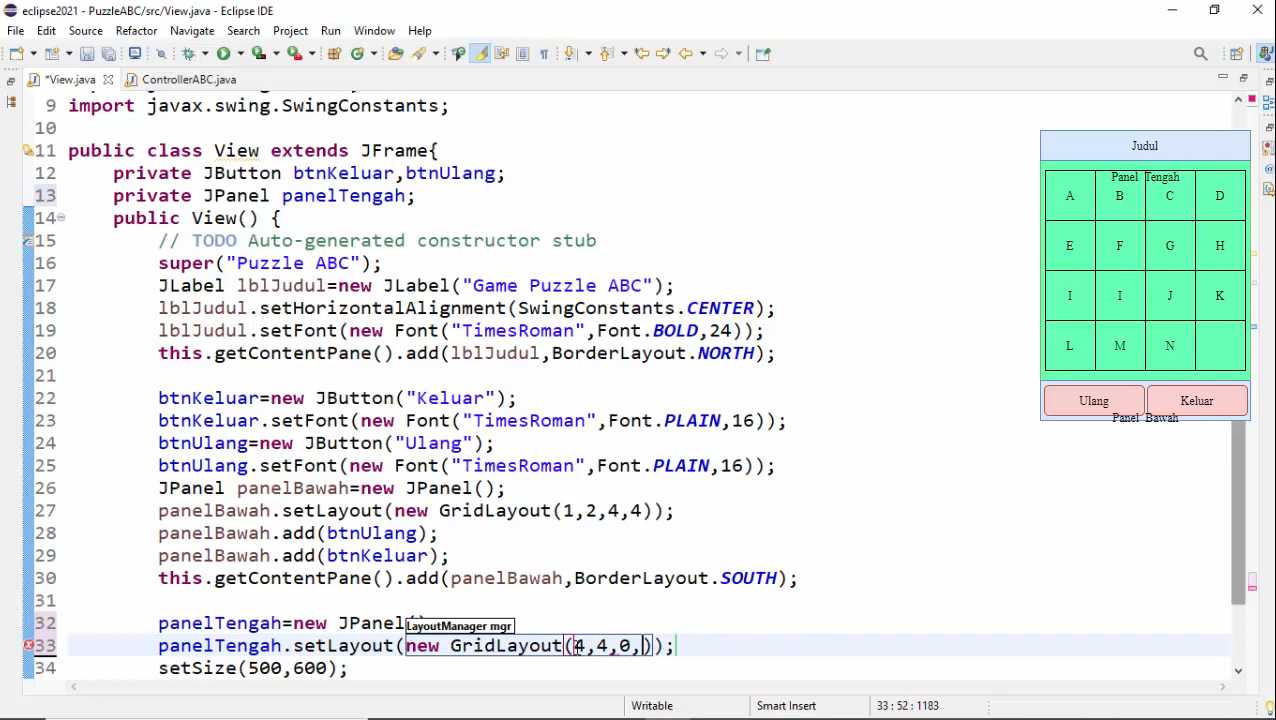 eclipse2021 - PuzzleABC/src/View.java - Eclipse IDE
File Edit Source Refactor Navigate Search Project Run Window Help
*View.java ControllerABC.java
9 import javax.swing.SwingConstants;
10
11 public class View extends JFrame{
12 private JButton btnKeluar,btnUlang;
13 private JPanel panelTengah;
14 public View() {
15 // TODO Auto-generated constructor stub
16 super("Puzzle ABC");
17 JLabel lblJudul=new JLabel("Game Puzzle ABC");
18 lblJudul.setHorizontalAlignment(SwingConstants.CENTER);
19 lblJudul.setFont(new Font("TimesRoman",Font.BOLD,24));
20 this.getContentPane().add(lblJudul,BorderLayout.NORTH);
21
22 btnKeluar=new JButton("Keluar");
23 btnKeluar.setFont(new Font("TimesRoman",Font.PLAIN,16));
24 btnUlang=new JButton("Ulang");
25 btnUlang.setFont(new Font("TimesRoman",Font.PLAIN,16));
26 JPanel panelBawah=new JPanel();
27 panelBawah.setLayout(new GridLayout(1,2,4,4));
28 panelBawah.add(btnUlang);
29 panelBawah.add(btnKeluar);
30 this.getContentPane().add(panelBawah,BorderLayout.SOUTH);
31
32 panelTengah=new JPanel()
LayoutManager mgr
33 panelTengah.setLayout(new GridLayout(4,4,0,));
34 setSize(500,600);
Judul
Panel Tengah
A B C D
E F G H
I I J K
L M N
Ulang Keluar
Panel Bawah
Writable Smart Insert 33 : 52 : 1183